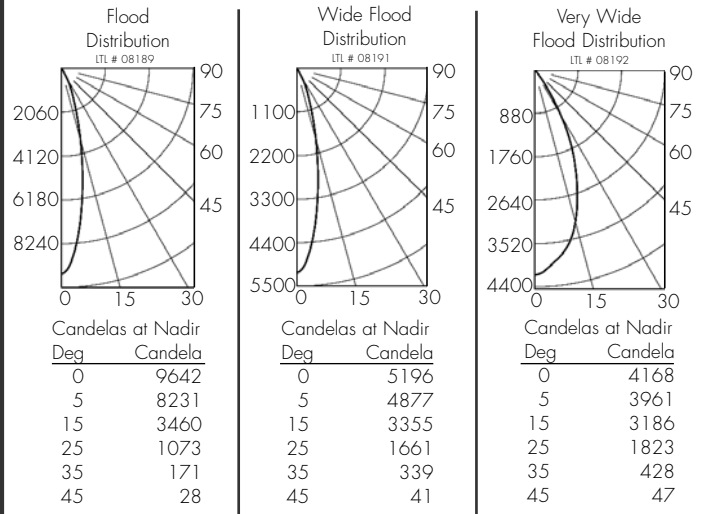 Flood
Distribution
LTL # 08189
90
75
60
45
2060
4120
6180
8240
0 15 30
Candelas at Nadir
Deg Candela
0 9642
5 8231
15 3460
25 1073
35 171
45 28
Wide Flood
Distribution
LTL # 08191
90
75
60
45
1100
2200
3300
4400
5500
0 15 30
Candelas at Nadir
Deg Candela
0 5196
5 4877
15 3355
25 1661
35 339
45 41
Very Wide
Flood Distribution
LTL # 08192
90
75
60
45
880
1760
2640
3520
4400
0 15 30
Candelas at Nadir
Deg Candela
0 4168
5 3961
15 3186
25 1823
35 428
45 47